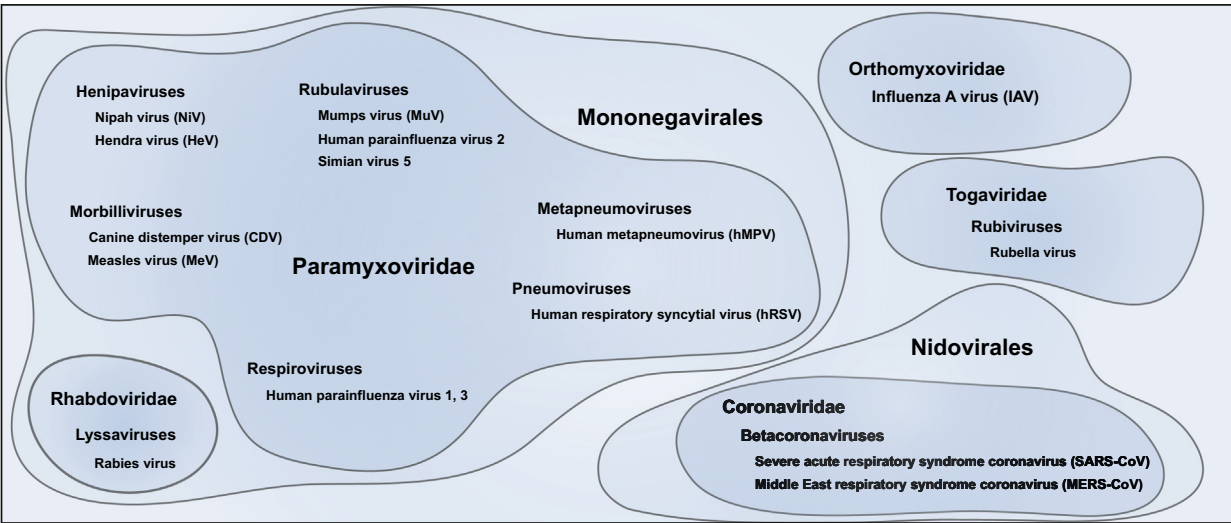 Henipaviruses
Nipah virus (NiV)
Hendra virus (HeV)
Rubulaviruses
Mumps virus (MuV)
Human parainfluenza virus 2
Simian virus 5
Mononegavirales
Morbilliviruses
Canine distemper virus (CDV)
Measles virus (MeV)
Paramyxoviridae
Metapneumoviruses
Human metapneumovirus (hMPV)
Pneumoviruses
Human respiratory syncytial virus (hRSV)
Respiroviruses
Human parainfluenza virus 1, 3
Rhabdoviridae
Lyssaviruses
Rabies virus
Orthomyxoviridae
Influenza A virus (IAV)
Togaviridae
Rubiviruses
Rubella virus
Nidovirales
Coronaviridae
Betacoronaviruses
Severe acute respiratory syndrome coronavirus (SARS-CoV)
Middle East respiratory syndrome coronavirus (MERS-CoV)